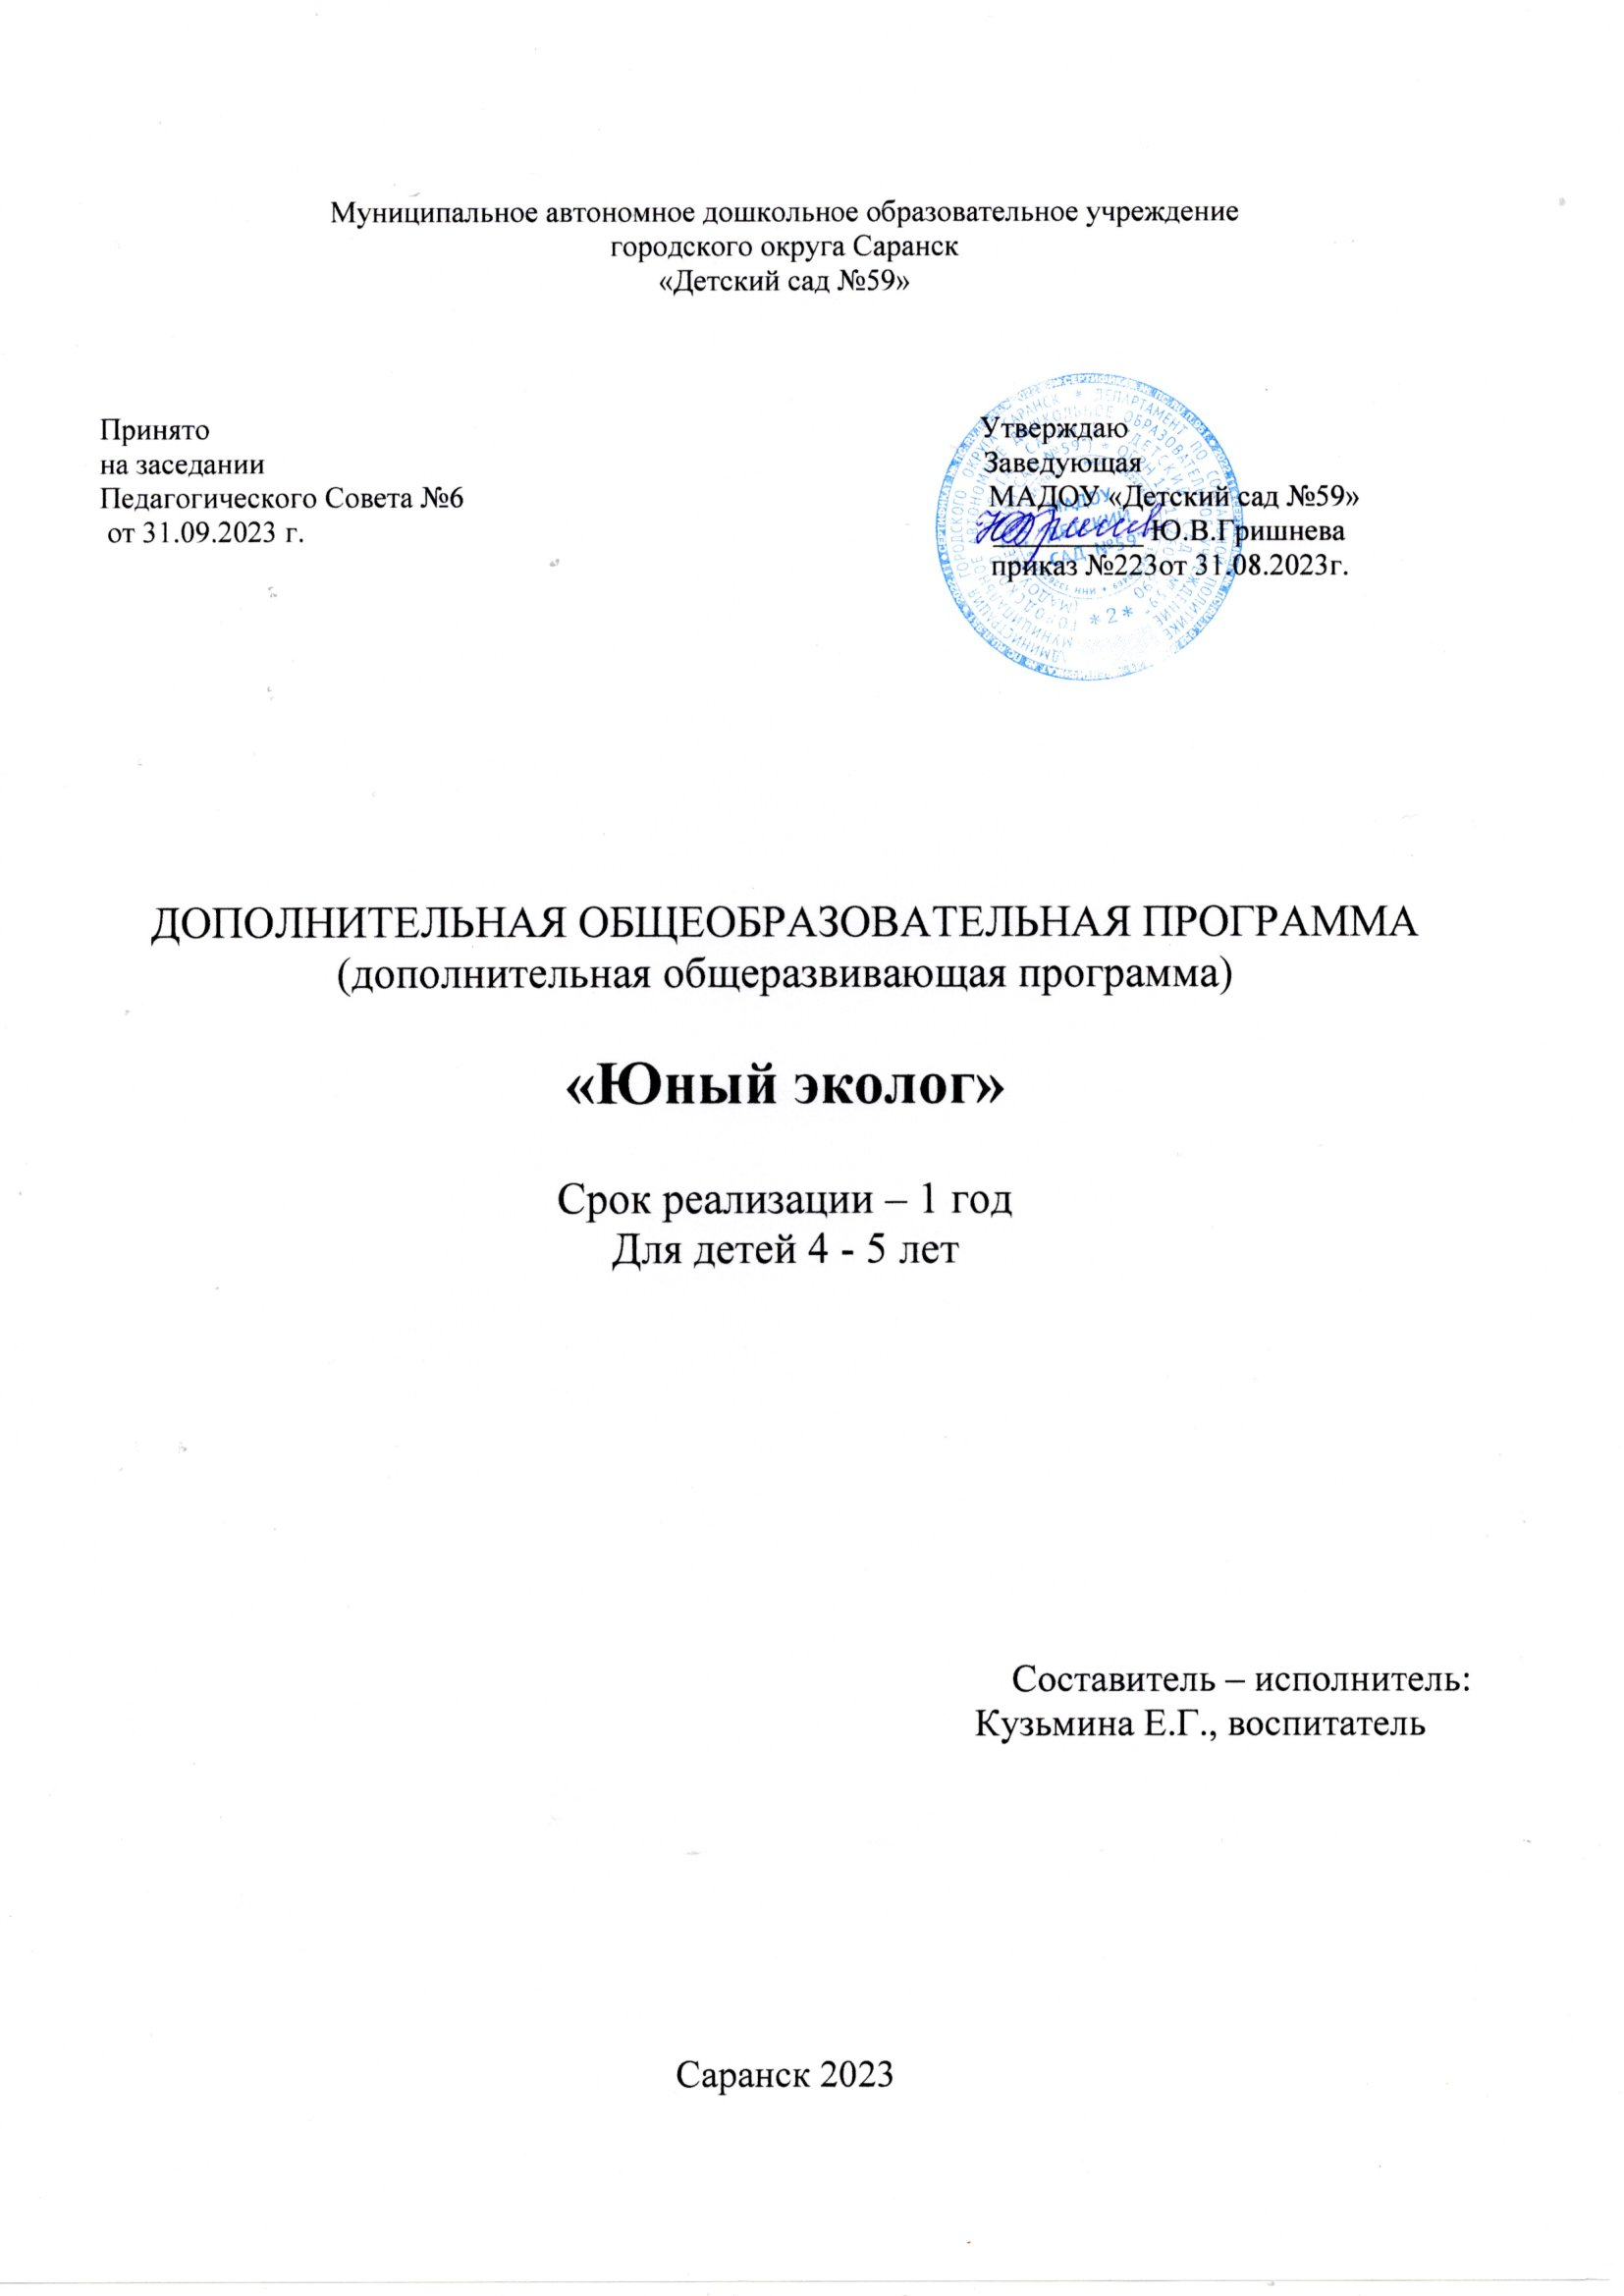 Муниципальное автономное дошкольное образовательное учреждение
городского округа Саранск
«Детский сад №59»
Принято
на заседании
Педагогического Совета №6
от 31.09.2023 г.
Утверждаю
Заведующая
МАДОУ «Детский сад №59»
Ю.В.Гришнева
приказ №223от 31.08.2023г.
ДОПОЛНИТЕЛЬНАЯ ОБЩЕОБРАЗОВАТЕЛЬНАЯ ПРОГРАММА
(дополнительная общеразвивающая программа)
«Юный эколог»
Срок реализации – 1 год
Для детей 4 - 5 лет
Составитель – исполнитель:
Кузьмина Е.Г., воспитатель
Саранск 2023